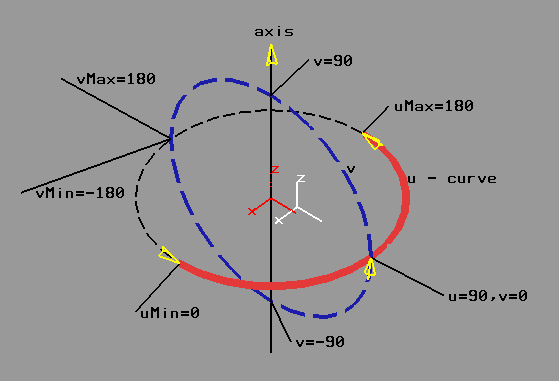 axis
v=90
vMax=180
uMax=180
v
z
u - curve
z
vMin=-180
x
x
u=90,v=0
uMin=0
v=-90